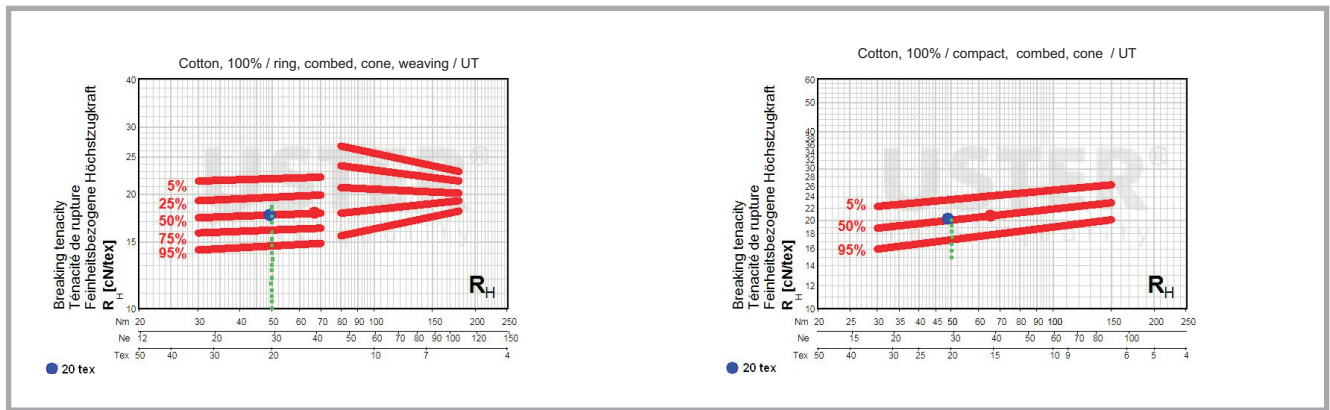 Cotton, 100% / ring, combed, cone, weaving / UT
Breaking tenacity
Ténacité de rupture
Feinheitsbezogene Höchstzugkraft
R H [cN/tex]
40
30
25
20
15
10
5%
25%
50%
75%
95%
USTER®
RH
Nm 20 30 40 50 60 70 80 90 100 150 200 250
Ne 12 20 30 40 50 60 70 80 90 100 120 150
Tex 50 40 30 20 10 7 4
20 tex
Cotton, 100% / compact, combed, cone / UT
Breaking tenacity
Ténacité de rupture
Feinheitsbezogene Höchstzugkraft
R H [cN/tex]
60
50
40
38
36
34
32
30
28
26
24
22
20
18
16
14
12
10
5%
50%
95%
USTER®
RH
Nm 20 25 30 35 40 45 50 60 70 80 90 100 150 200 250
Ne 15 20 30 40 50 60 70 80 100
Tex 50 40 30 25 20 15 10 9 6 5 4
20 tex